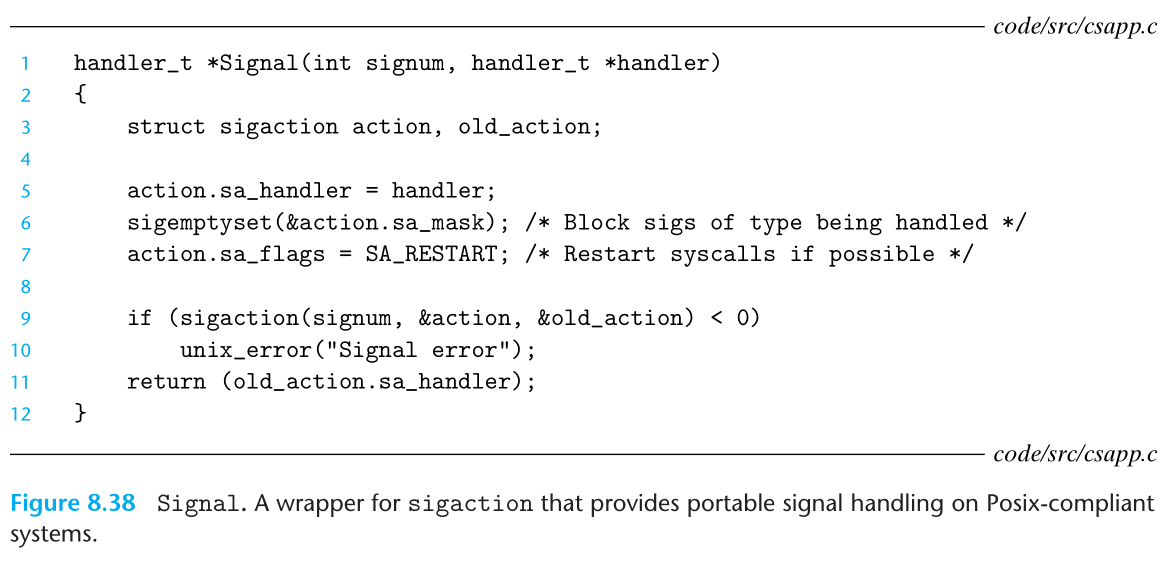 code/src/csapp.c
1 handler_t *Signal(int signum, handler_t *handler)
2 {
3     struct sigaction action, old_action;
4
5     action.sa_handler = handler;
6     sigemptyset(&action.sa_mask); /* Block sigs of type being handled */
7     action.sa_flags = SA_RESTART; /* Restart syscalls if possible */
8
9     if (sigaction(signum, &action, &old_action) < 0)
10         unix_error("Signal error");
11     return (old_action.sa_handler);
12 }
code/src/csapp.c
Figure 8.38 Signal. A wrapper for sigaction that provides portable signal handling on Posix-compliant
systems.